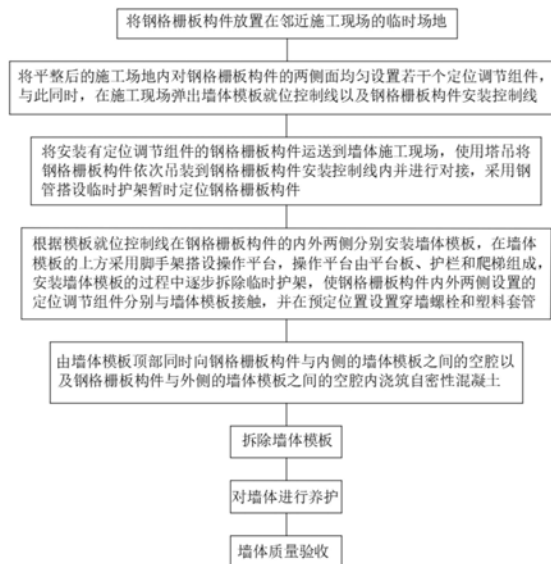 将钢格栅板构件放置在邻近施工现场的临时场地
将平整后的施工场地内对钢格栅板构件的两侧面均匀设置若干个定位调节组件，
与此同时，在施工现场弹出墙体模板就位控制线以及钢格栅板构件安装控制线
将安装有定位调节组件的钢格栅板构件运送到墙体施工现场，使用塔吊将
钢格栅板构件依次吊装到钢格栅板构件安装控制线内并进行对接，采用钢
管搭设临时护架暂时定位钢格栅板构件
根据模板就位控制线在钢格栅板构件的内外两侧分别安装墙体模板，在墙体
模板的上方采用脚手架搭设操作平台，操作平台由平台板、护栏和爬梯组成，
安装墙体模板的过程中逐步拆除临时护架，使钢格栅板构件内外两侧设置的
定位调节组件分别与墙体模板接触，并在预定位置设置穿墙螺栓和塑料套管
由墙体模板顶部同时向钢格栅板构件与内侧的墙体模板之间的空腔以
及钢格栅板构件与外侧的墙体模板之间的空腔内浇筑自密性混凝土
拆除墙体模板
对墙体进行养护
墙体质量验收